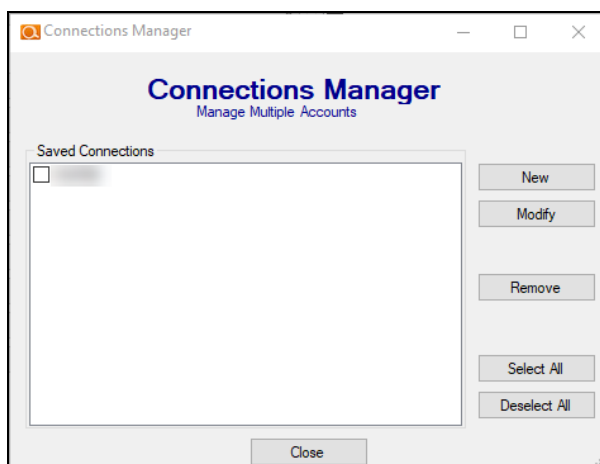 Connections Manager
Connections Manager
Manage Multiple Accounts
Saved Connections
New
Modify
Remove
Select All
Deselect All
Close